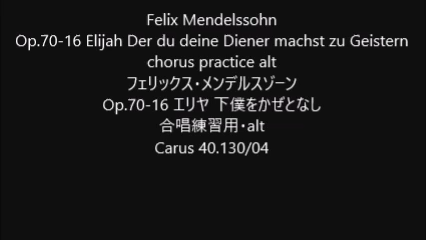 Felix Mendelssohn
Op.70-16 Elijah Der du deine Diener machst zu Geistern
chorus practice alt
フェリックス・メンデルスゾーン
Op.70-16 エリヤ 下僕をかぜとなし
合唱練習用・alt
Carus 40.130/04